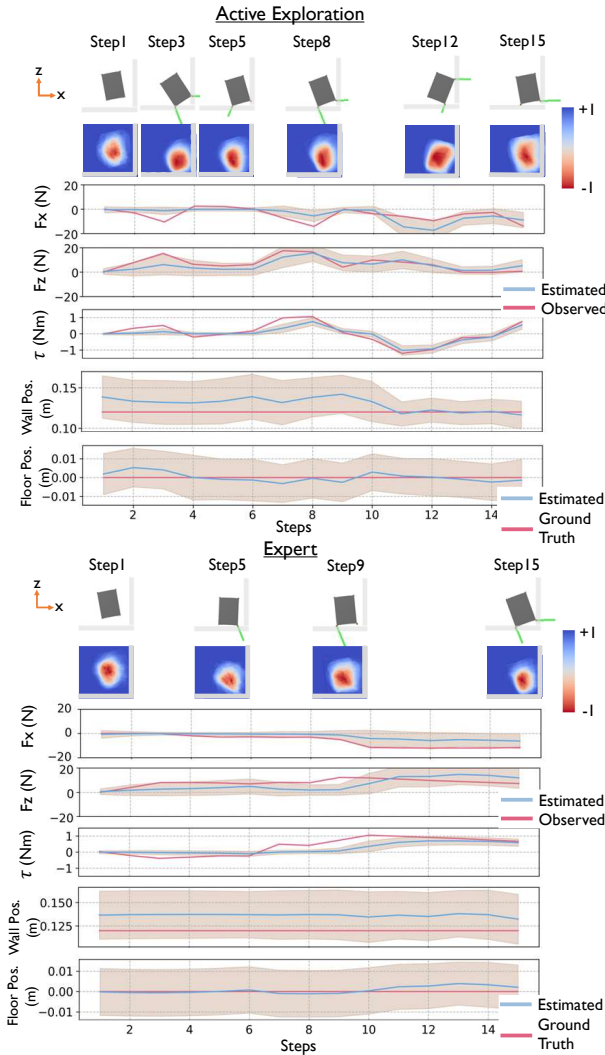 Active Exploration
Step1 Step3 Step5 Step8 Step12 Step15
z
x
+1
-1
20
0
−20
Fx (N)
20
0
−20
Fz (N)
Estimated
Observed
1
0
−1
τ (Nm)
0.15
0.10
Wall Pos.
(m)
0.01
0.00
−0.01
Floor Pos.
(m)
Estimated
Ground
Truth
2 4 6 8 10 12 14
Steps
Expert
Step1 Step5 Step9 Step15
z
x
+1
-1
20
0
−20
Fx (N)
20
0
−20
Fz (N)
Estimated
Observed
1
0
−1
τ (Nm)
0.150
0.125
Wall Pos.
(m)
0.01
0.00
−0.01
Floor Pos.
(m)
Estimated
Ground
Truth
2 4 6 8 10 12 14
Steps